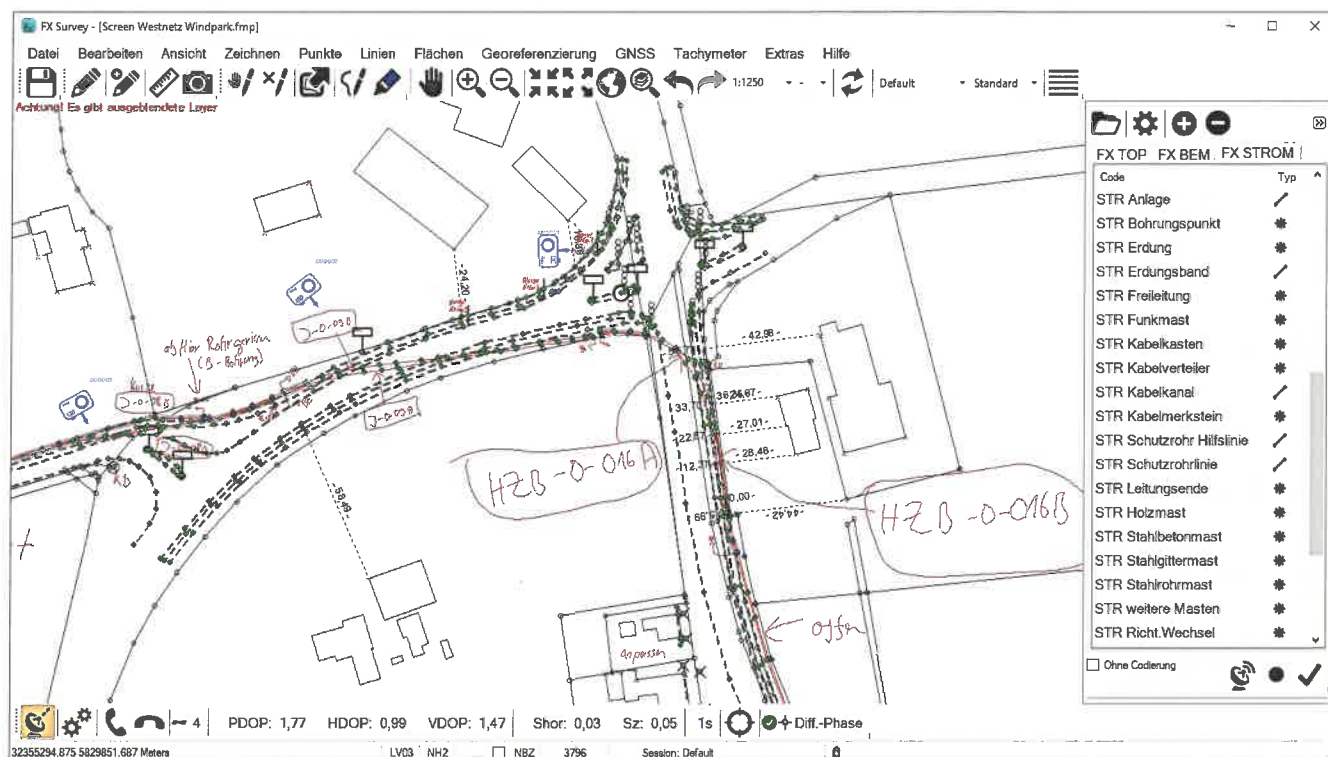 FX Survey - [Screen Westnetz Windpark.fmp]
Datei Bearbeiten Ansicht Zeichnen Punkte Linien Flächen Georeferenzierung GNSS Tachymeter Extras Hilfe
1:1250 Default Standard
Achtung! Es gibt ausgeblendete Layer
FX TOP FX BEM FX STROM
Code Typ
STR Anlage
STR Bohrungspunkt
STR Erdung
STR Erdungsband
STR Freileitung
STR Funkmast
STR Kabelkasten
STR Kabelverteiler
STR Kabelkanal
STR Kabelmerkstein
STR Schutzrohr Hilfslinie
STR Schutzrohrlinie
STR Leitungsende
STR Holzmast
STR Stahlbetonmast
STR Stahlgittermast
STR Stahlrohrmast
STR weitere Masten
STR Richt.Wechsel
Ohne Codierung
- 24,20 -
- 42,98 -
- 27,01 -
- 28,48 -
- 44,42 -
- 58,49 -
(B-Bohrung)
HZB-0-016A
HZB-0-016B
offen
anpassen
4 PDOP: 1,77 HDOP: 0,99 VDOP: 1,47 Shor: 0,03 Sz: 0,05 1s Diff.-Phase
32355294.875 5829851.687 Meters LV03 NH2 NBZ 3796 Session: Default